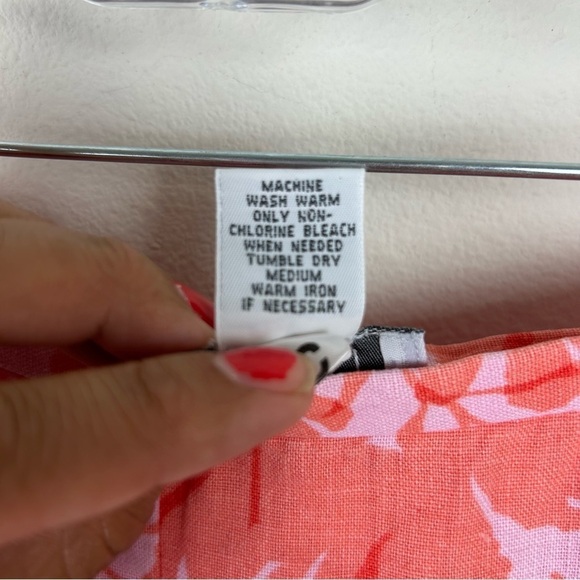 MACHINE
WASH WARM
ONLY NON-
CHLORINE BLEACH
WHEN NEEDED
TUMBLE DRY
MEDIUM
WARM IRON
IF NECESSARY